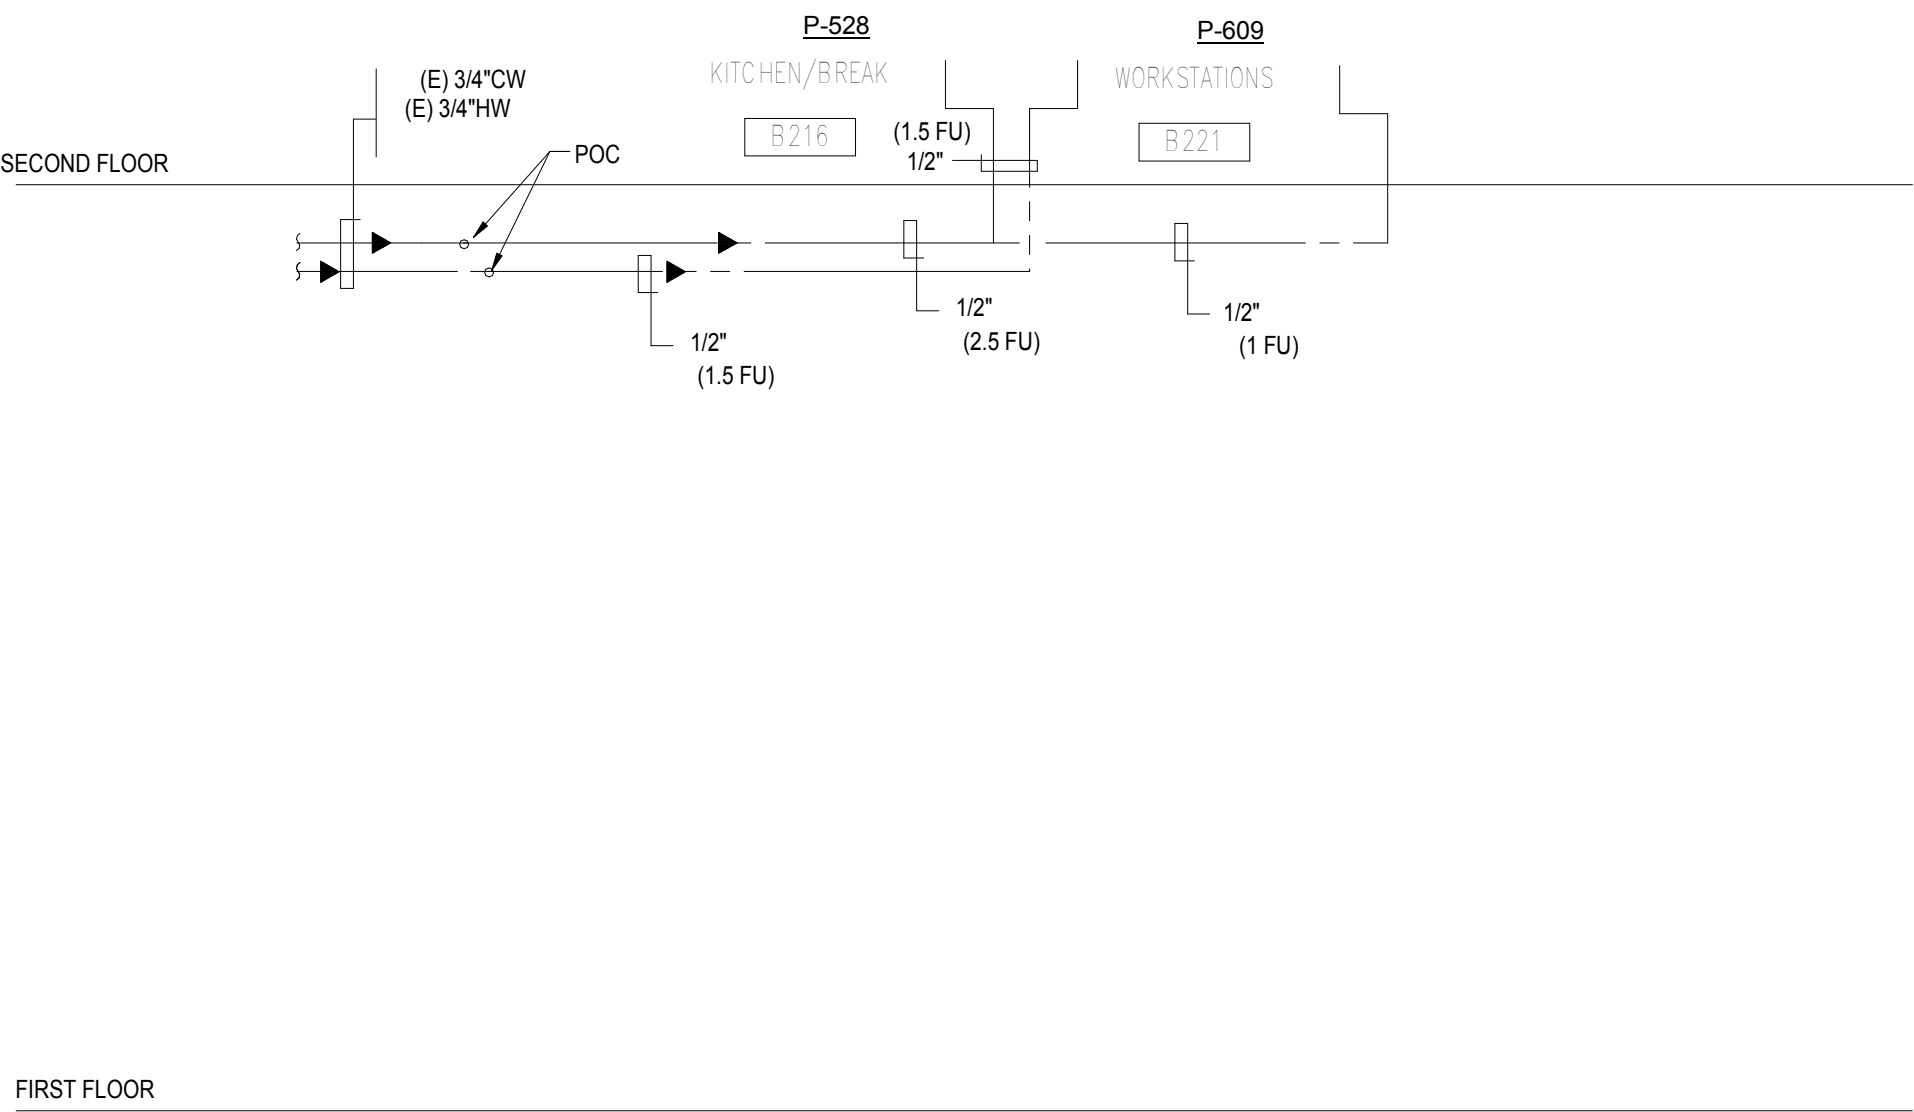 P-528
P-609
(E) 3/4"CW
(E) 3/4"HW
KITCHEN/BREAK
WORKSTATIONS
B216
(1.5 FU)
1/2"
B221
SECOND FLOOR
POC
1/2"
(2.5 FU)
1/2"
(1 FU)
1/2"
(1.5 FU)
FIRST FLOOR